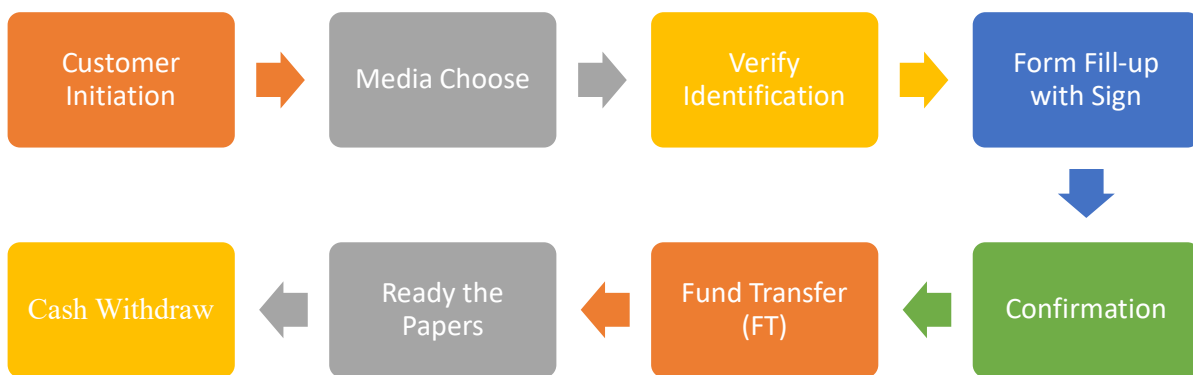 Customer
Initiation
Media Choose
Verify
Identification
Form Fill-up
with Sign
Confirmation
Fund Transfer
(FT)
Ready the
Papers
Cash Withdraw